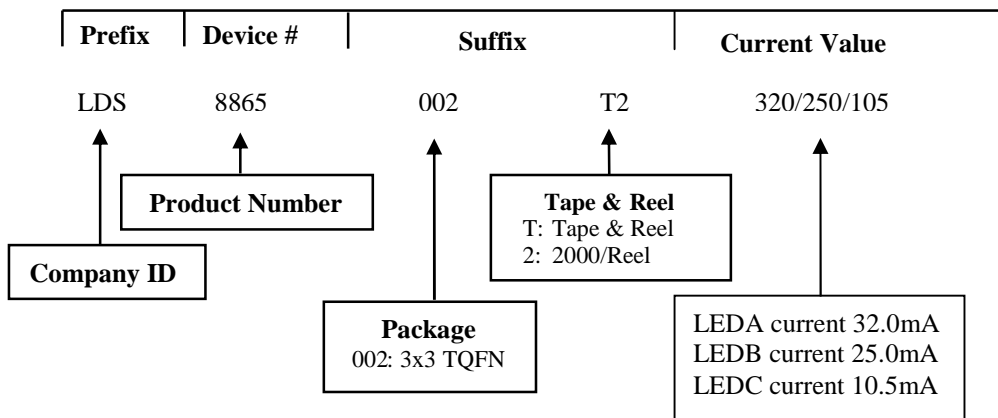 Prefix Device # Suffix Current Value
LDS 8865 002 T2 320/250/105
Product Number
Tape & Reel
T: Tape & Reel
2: 2000/Reel
Company ID
Package
002: 3x3 TQFN
LEDA current 32.0mA
LEDB current 25.0mA
LEDC current 10.5mA